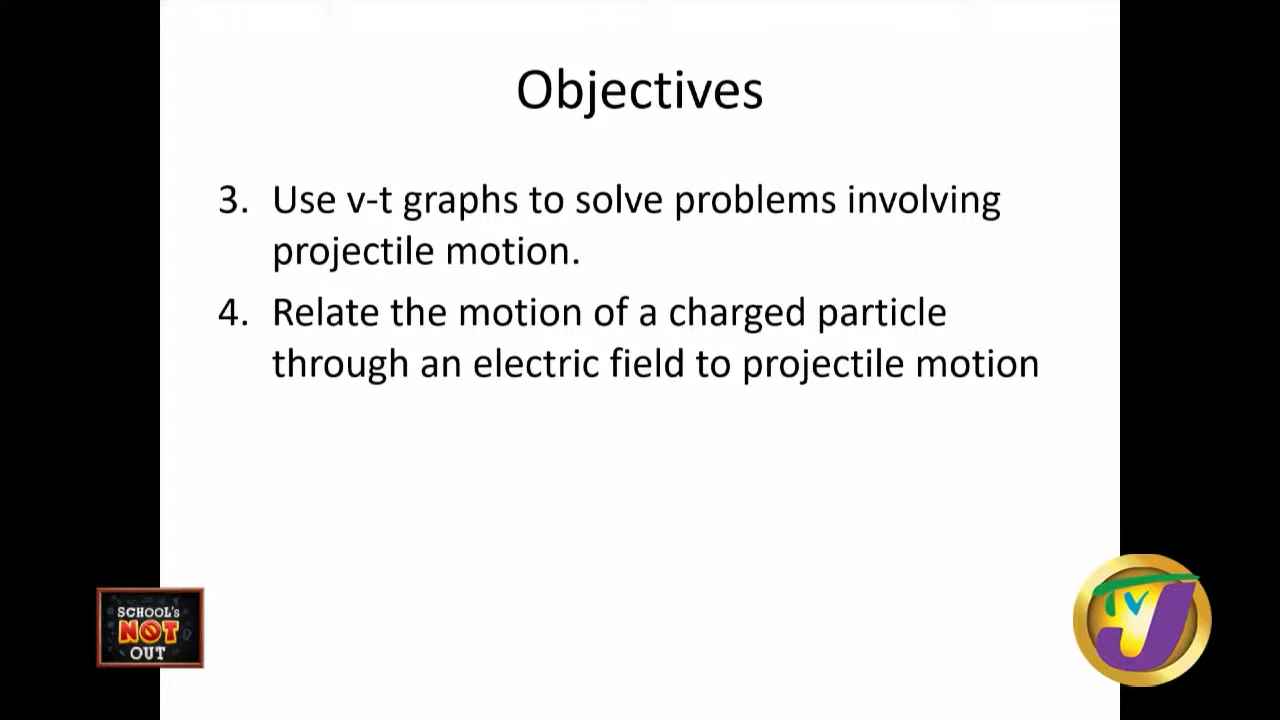 Objectives
3. Use v-t graphs to solve problems involving
projectile motion.
4. Relate the motion of a charged particle
through an electric field to projectile motion
SCHOOL's
NOT
OUT
TVJ